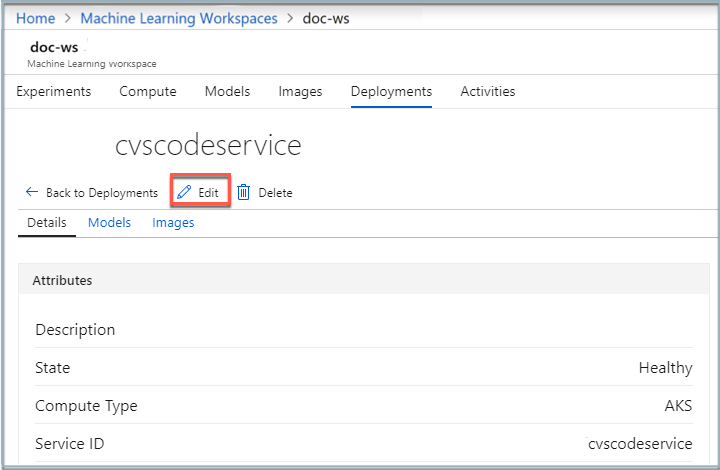 Home > Machine Learning Workspaces > doc-ws
doc-ws
Machine Learning workspace
Experiments Compute Models Images Deployments Activities
cvscodeservice
Back to Deployments Edit Delete
Details Models Images
Attributes
Description
State Healthy
Compute Type AKS
Service ID cvscodeservice